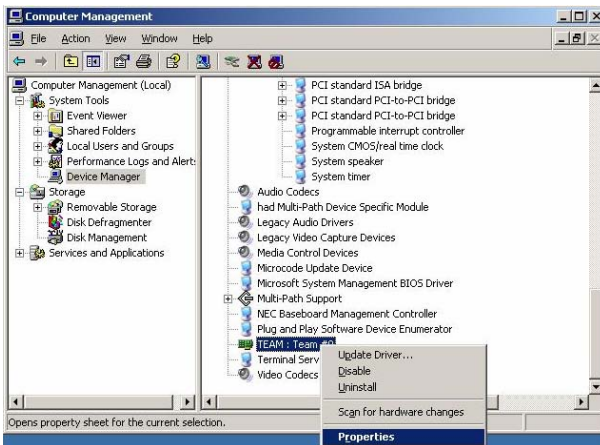 Computer Management
File Action View Window Help
Computer Management (Local)
System Tools
Event Viewer
Shared Folders
Local Users and Groups
Performance Logs and Alert:
Device Manager
Storage
Removable Storage
Disk Defragmenter
Disk Management
Services and Applications
PCI standard ISA bridge
PCI standard PCI-to-PCI bridge
PCI standard PCI-to-PCI bridge
Programmable interrupt controller
System CMOS/real time clock
System speaker
System timer
Audio Codecs
had Multi-Path Device Specific Module
Legacy Audio Drivers
Legacy Video Capture Devices
Media Control Devices
Microcode Update Device
Microsoft System Management BIOS Driver
Multi-Path Support
NEC Baseboard Management Controller
Plug and Play Software Device Enumerator
TEAM : Team #0
Terminal Serv
Video Codecs
Update Driver...
Disable
Uninstall
Scan for hardware changes
Properties
Opens property sheet for the current selection.